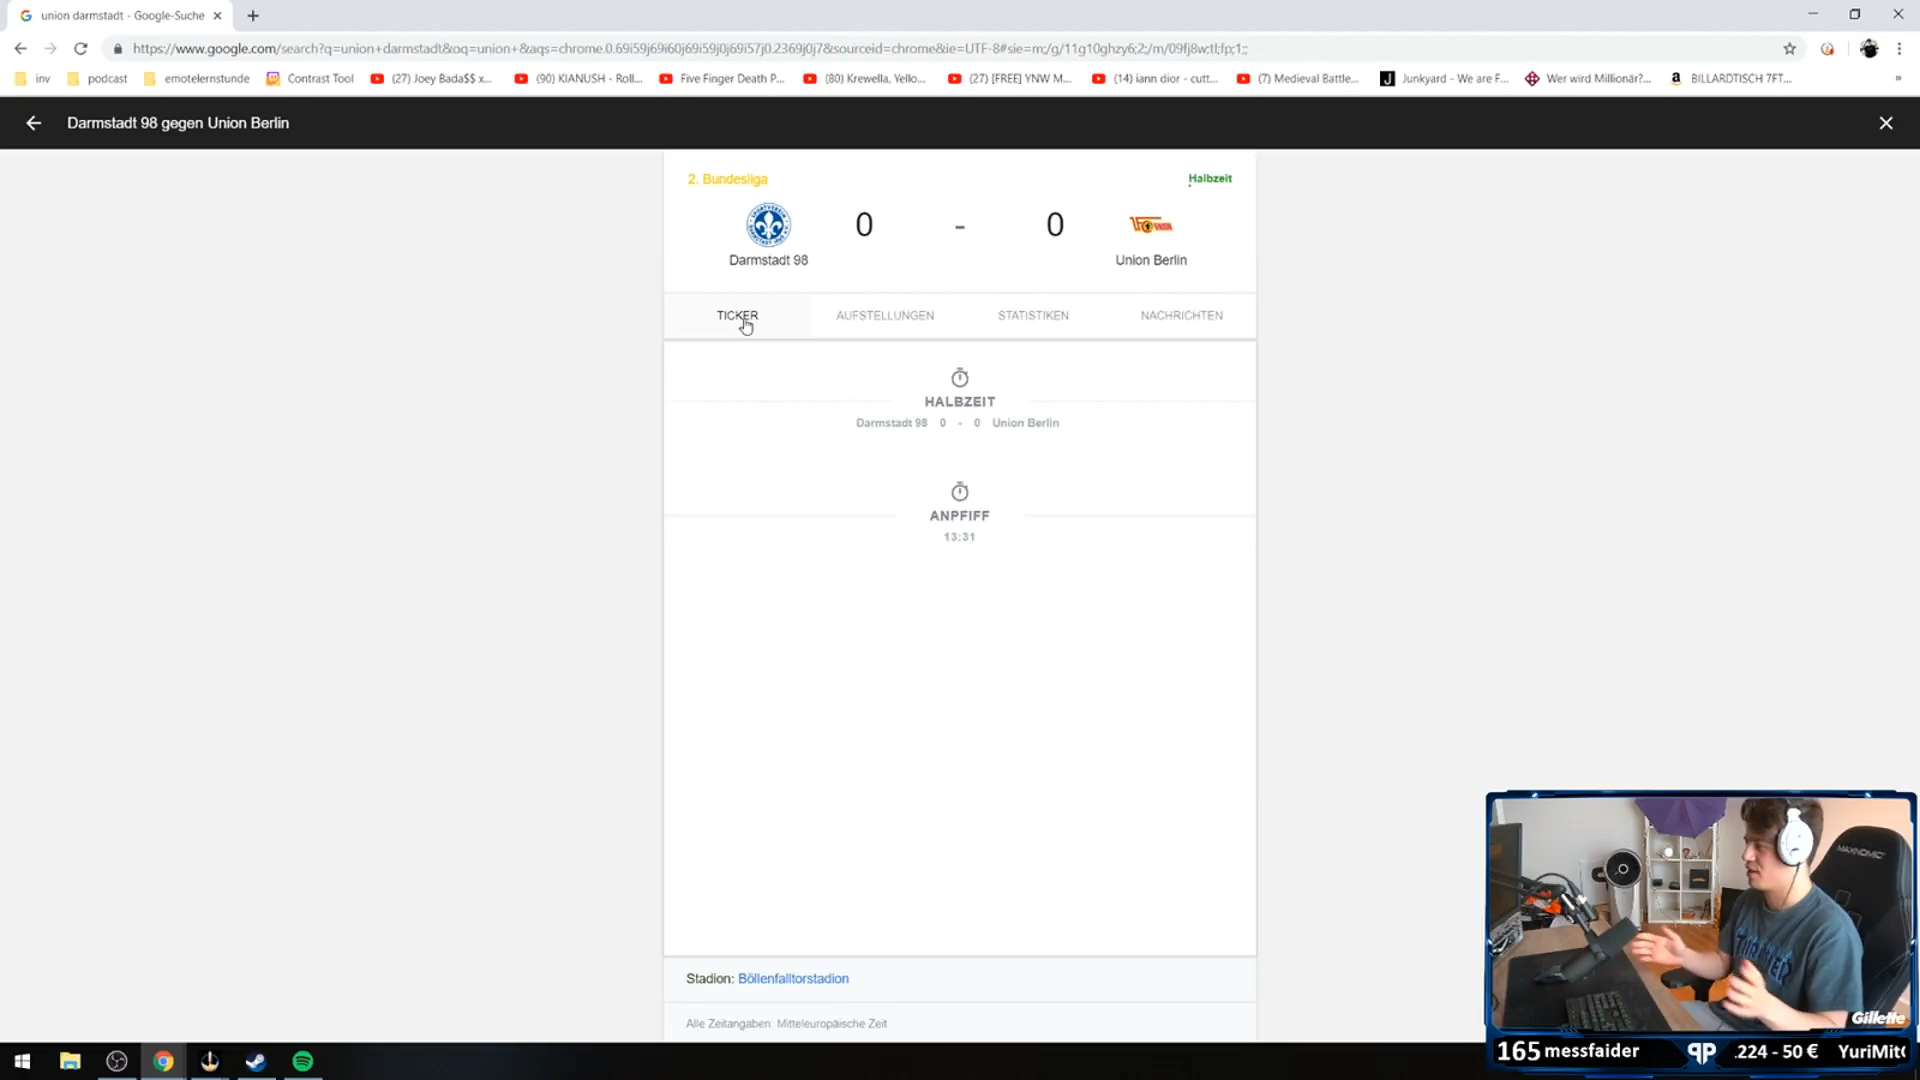 union darmstadt - Google-Suche
https://www.google.com/search?q=union+darmstadt&oq=union+&aqs=chrome.0.69i59j69i60j69i59j0j69i57j0.2369j0j7&sourceid=chrome&ie=UTF-8#sie=m;/g/11g10ghzy6;2;/m/09fj8w;tl;fp;1;;
inv podcast emotelernstunde Contrast Tool (27) Joey Bada$$ x... (90) KIANUSH - Roll... Five Finger Death P... (80) Krewella, Yello... (27) [FREE] YNW M... (14) iann dior - cutt... (7) Medieval Battle... Junkyard - We are F... Wer wird Millionär?... BILLARDTISCH 7FT... »
Darmstadt 98 gegen Union Berlin
2. Bundesliga Halbzeit
0 - 0
Darmstadt 98 Union Berlin
TICKER AUFSTELLUNGEN STATISTIKEN NACHRICHTEN
HALBZEIT
Darmstadt 98 0 - 0 Union Berlin
ANPFIFF
13:31
Stadion: Böllenfalltorstadion
Alle Zeitangaben: Mitteleuropäische Zeit
MAXNOMIC
THRASHER
Gillette
165 messfaider .224 - 50 € YuriMit